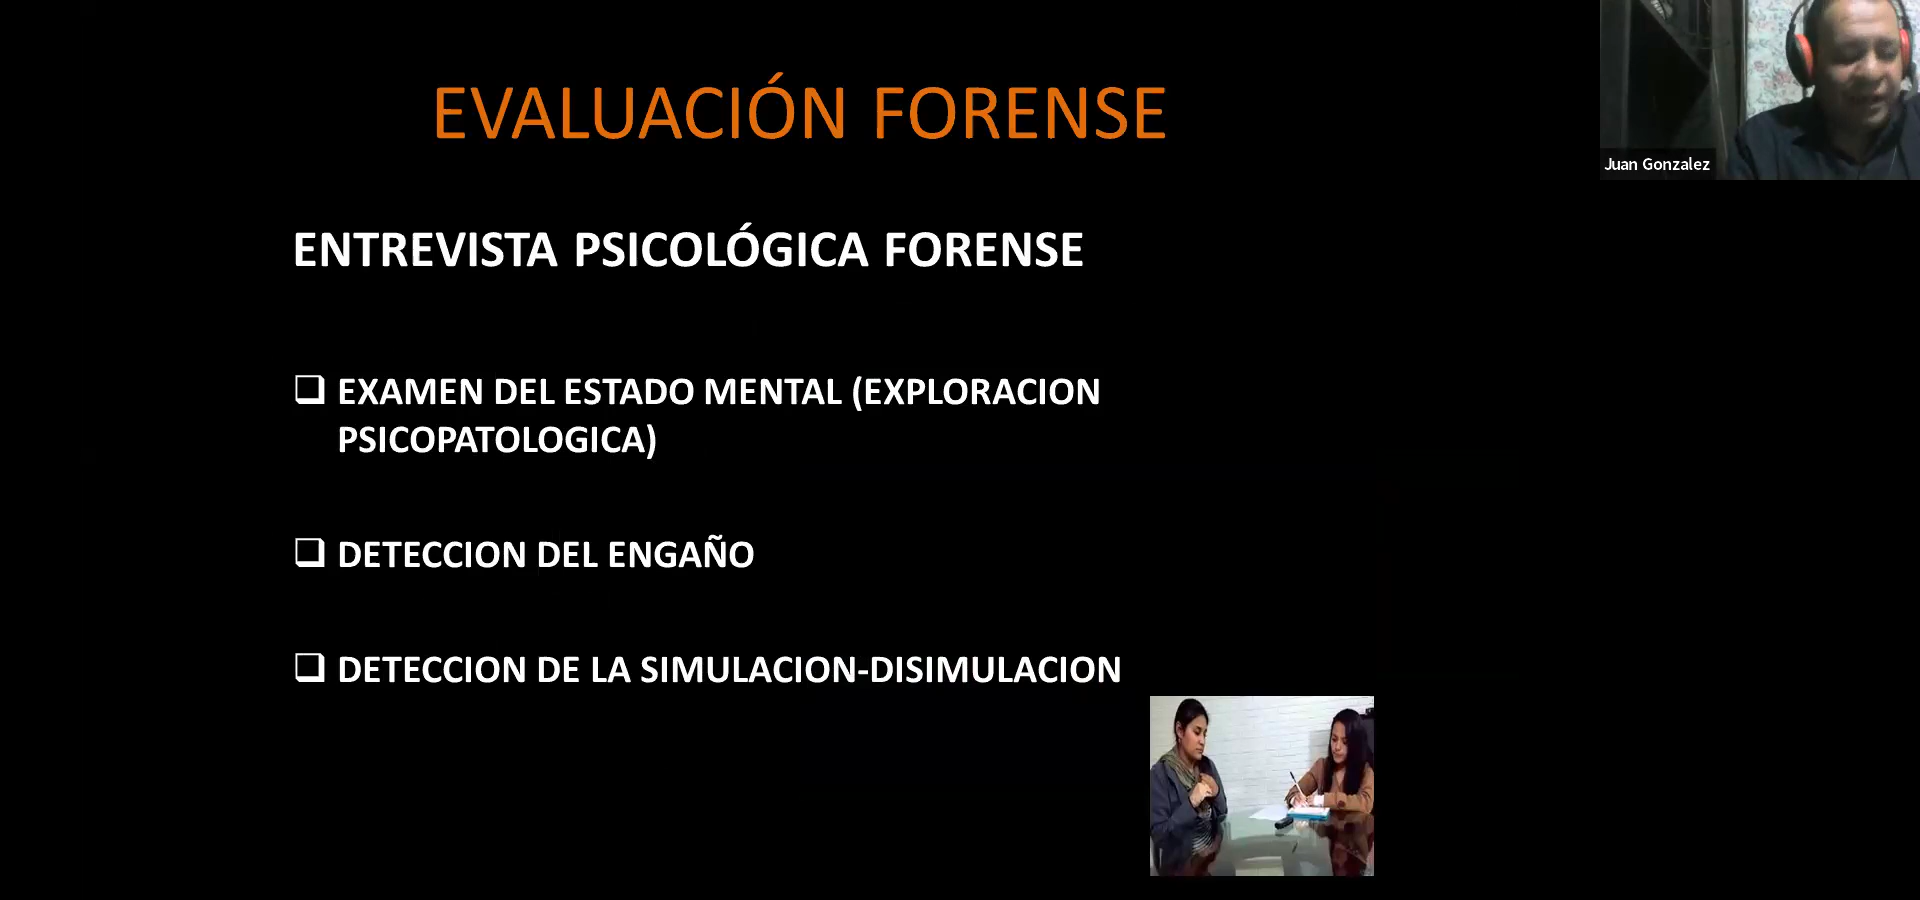 EVALUACIÓN FORENSE
Juan Gonzalez
ENTREVISTA PSICOLÓGICA FORENSE
❑ EXAMEN DEL ESTADO MENTAL (EXPLORACION
PSICOPATOLOGICA)
❑ DETECCION DEL ENGAÑO
❑ DETECCION DE LA SIMULACION-DISIMULACION